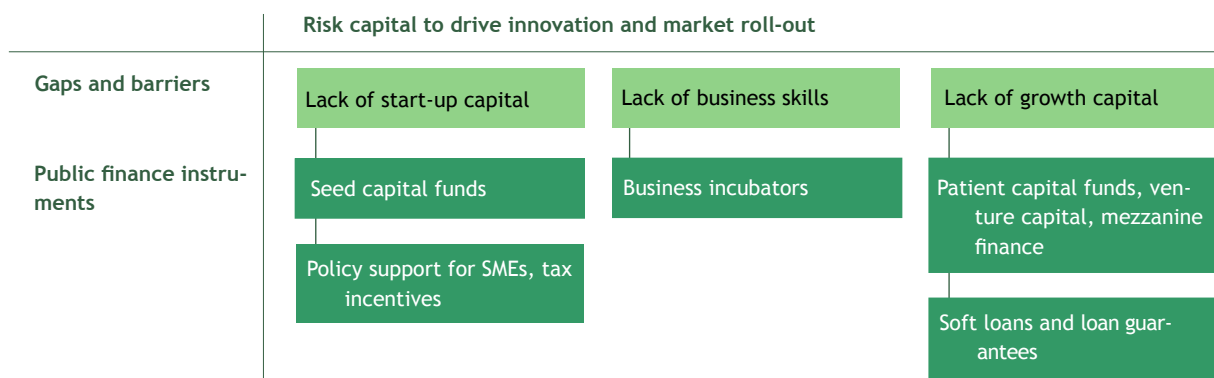 Risk capital to drive innovation and market roll-out
Gaps and barriers
Lack of start-up capital
Lack of business skills
Lack of growth capital
Public finance instru-
ments
Seed capital funds
Business incubators
Patient capital funds, ven-
ture capital, mezzanine
finance
Policy support for SMEs, tax
incentives
Soft loans and loan guar-
antees